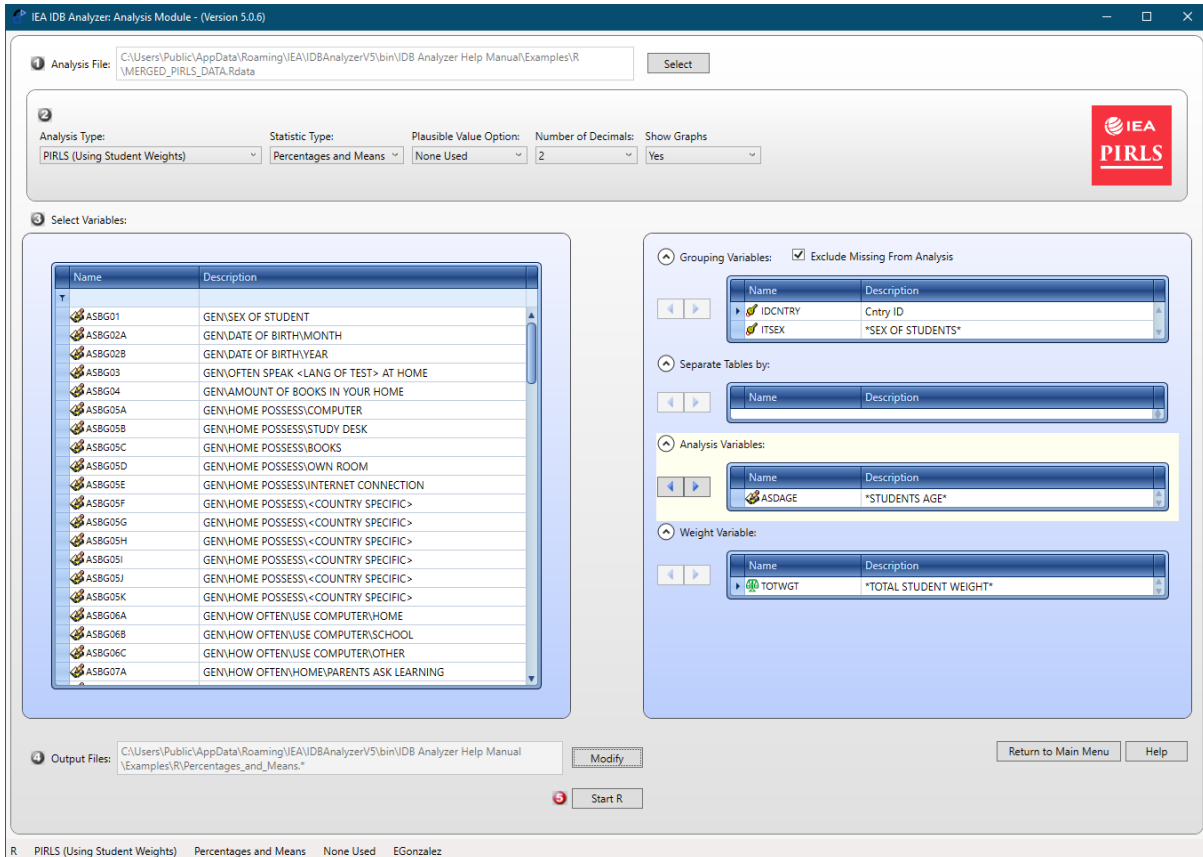 IEA IDB Analyzer: Analysis Module - (Version 5.0.6)
1 Analysis File:
C:\Users\Public\AppData\Roaming\IEA\IDBAnalyzerV5\bin\IDB Analyzer Help Manual\Examples\R
\MERGED_PIRLS_DATA.Rdata
Select
2
Analysis Type: Statistic Type: Plausible Value Option: Number of Decimals: Show Graphs
PIRLS (Using Student Weights) Percentages and Means None Used 2 Yes
IEA
PIRLS
3 Select Variables:
Name Description
ASBG01 GEN\SEX OF STUDENT
ASBG02A GEN\DATE OF BIRTH\MONTH
ASBG02B GEN\DATE OF BIRTH\YEAR
ASBG03 GEN\OFTEN SPEAK <LANG OF TEST> AT HOME
ASBG04 GEN\AMOUNT OF BOOKS IN YOUR HOME
ASBG05A GEN\HOME POSSESS\COMPUTER
ASBG05B GEN\HOME POSSESS\STUDY DESK
ASBG05C GEN\HOME POSSESS\BOOKS
ASBG05D GEN\HOME POSSESS\OWN ROOM
ASBG05E GEN\HOME POSSESS\INTERNET CONNECTION
ASBG05F GEN\HOME POSSESS\<COUNTRY SPECIFIC>
ASBG05G GEN\HOME POSSESS\<COUNTRY SPECIFIC>
ASBG05H GEN\HOME POSSESS\<COUNTRY SPECIFIC>
ASBG05I GEN\HOME POSSESS\<COUNTRY SPECIFIC>
ASBG05J GEN\HOME POSSESS\<COUNTRY SPECIFIC>
ASBG05K GEN\HOME POSSESS\<COUNTRY SPECIFIC>
ASBG06A GEN\HOW OFTEN\USE COMPUTER\HOME
ASBG06B GEN\HOW OFTEN\USE COMPUTER\SCHOOL
ASBG06C GEN\HOW OFTEN\USE COMPUTER\OTHER
ASBG07A GEN\HOW OFTEN\HOME\PARENTS ASK LEARNING
Grouping Variables: Exclude Missing From Analysis
Name Description
IDCNTRY Cntry ID
ITSEX *SEX OF STUDENTS*
Separate Tables by:
Name Description
Analysis Variables:
Name Description
ASDAGE *STUDENTS AGE*
Weight Variable:
Name Description
TOTWGT *TOTAL STUDENT WEIGHT*
4 Output Files:
C:\Users\Public\AppData\Roaming\IEA\IDBAnalyzerV5\bin\IDB Analyzer Help Manual
\Examples\R\Percentages_and_Means.*
Modify
Return to Main Menu Help
5 Start R
R PIRLS (Using Student Weights) Percentages and Means None Used EGonzalez